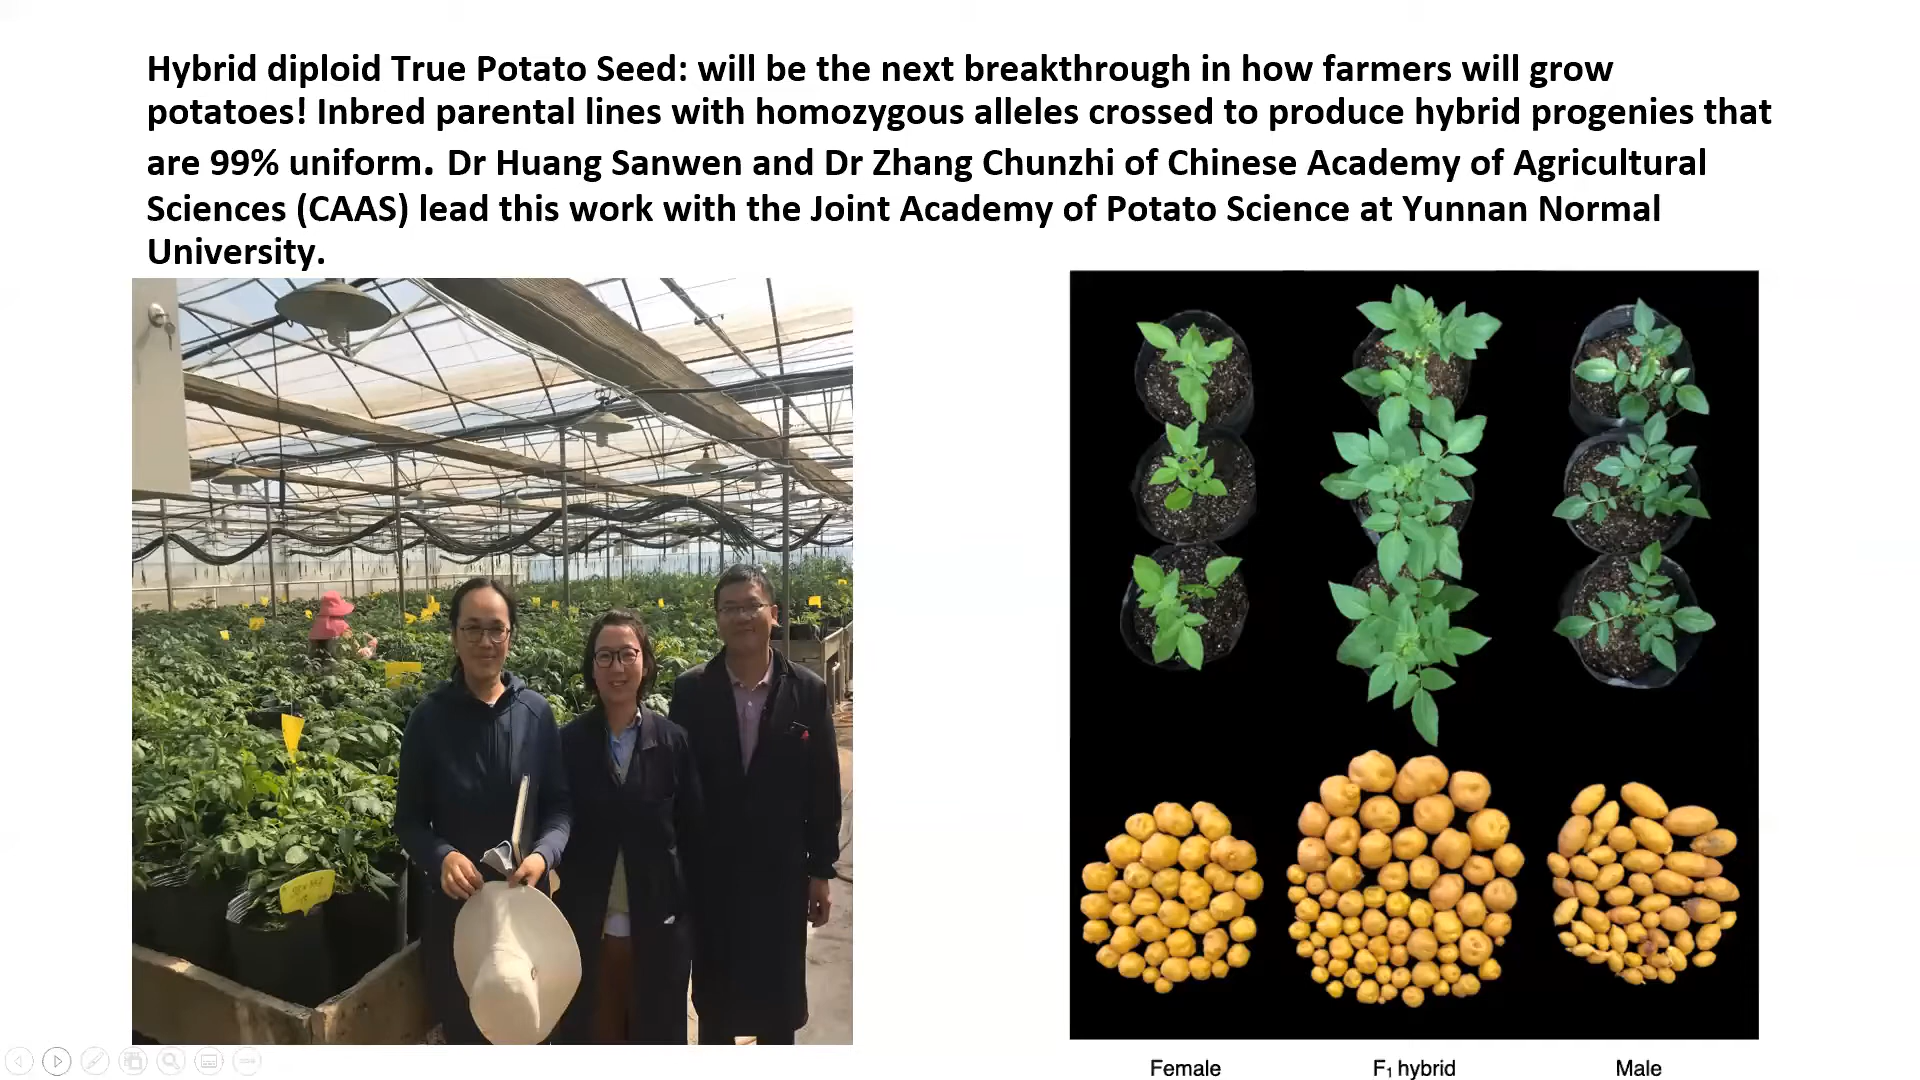 Hybrid diploid True Potato Seed: will be the next breakthrough in how farmers will grow
potatoes! Inbred parental lines with homozygous alleles crossed to produce hybrid progenies that
are 99% uniform. Dr Huang Sanwen and Dr Zhang Chunzhi of Chinese Academy of Agricultural
Sciences (CAAS) lead this work with the Joint Academy of Potato Science at Yunnan Normal
University.
Female F₁ hybrid Male